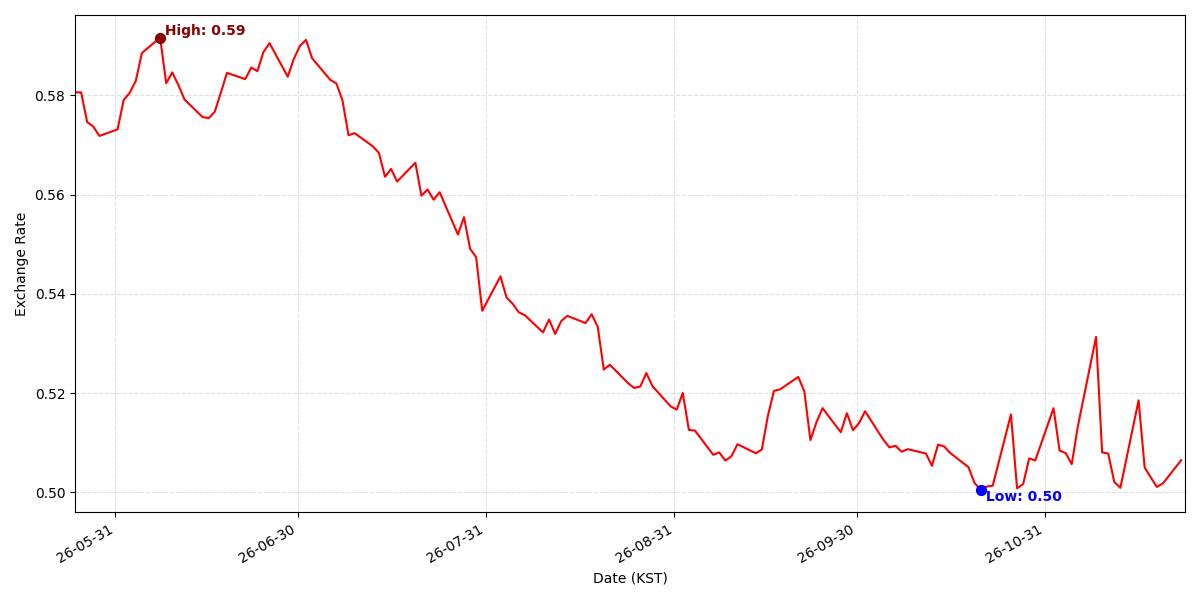 High: 0.59
0.58
0.56
0.54
0.52
0.50
Exchange Rate
Low: 0.50
26-05-31
26-06-30
26-07-31
26-08-31
26-09-30
26-10-31
Date (KST)